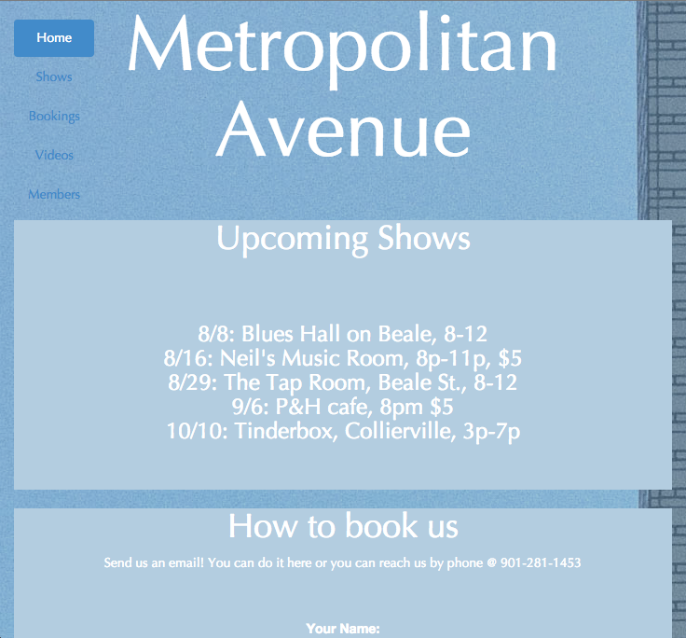 Home
Metropolitan
Avenue
Shows
Bookings
Videos
Members
Upcoming Shows
8/8: Blues Hall on Beale, 8-12
8/16: Neil's Music Room, 8p-11p, $5
8/29: The Tap Room, Beale St., 8-12
9/6: P&H cafe, 8pm $5
10/10: Tinderbox, Collierville, 3p-7p
How to book us
Send us an email! You can do it here or you can reach us by phone @ 901-281-1453
Your Name: